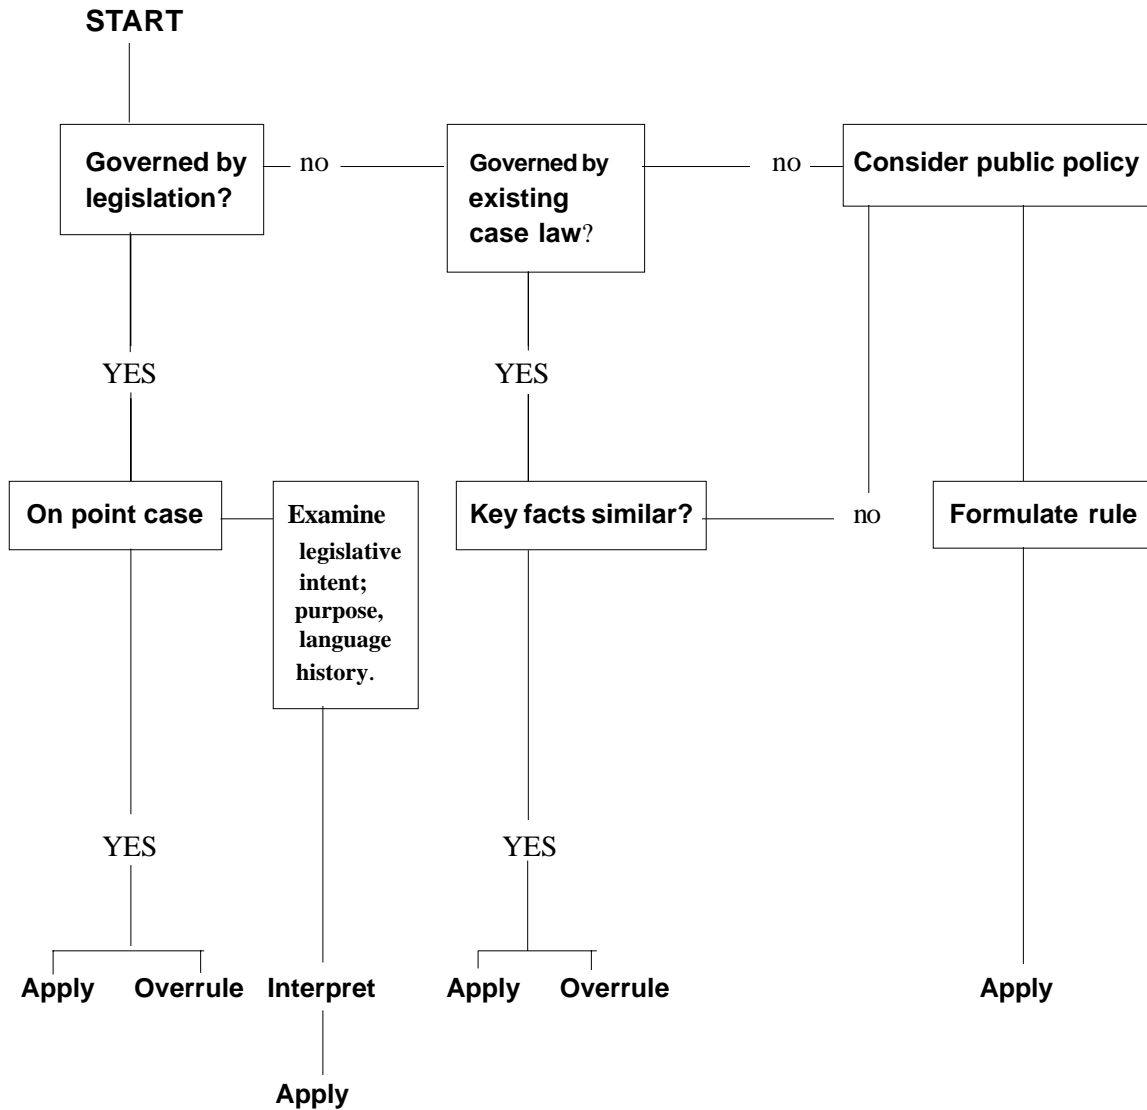 START
Governed by
legislation?
no
Governed by
existing
case law?
no
Consider public policy
YES
YES
On point case
Examine
legislative
intent;
purpose,
language
history.
Key facts similar?
no
Formulate rule
YES
YES
Apply
Overrule
Interpret
Apply
Overrule
Apply
Apply